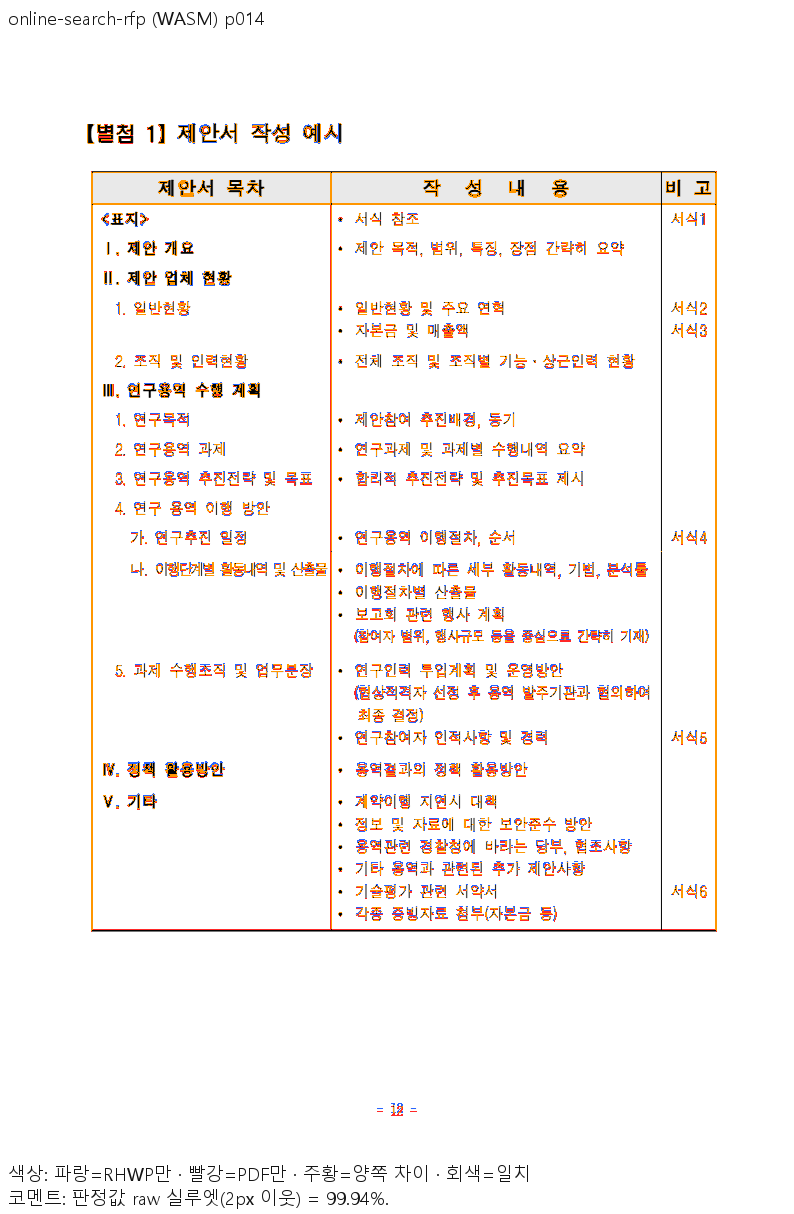 online-search-rfp (WASM) p014
【별첨 1】 제안서 작성 예시
제안서 목차 작 성 내 용 비 고
<표지> • 서식 참조 서식1
Ⅰ. 제안 개요 • 제안 목적, 범위, 특징, 장점 간략히 요약
Ⅱ. 제안 업체 현황
1. 일반현황 • 일반현황 및 주요 연혁 서식2
• 자본금 및 매출액 서식3
2. 조직 및 인력현황 • 전체 조직 및 조직별 기능·상근인력 현황
Ⅲ. 연구용역 수행 계획
1. 연구목적 • 제안참여 추진배경, 동기
2. 연구용역 과제 • 연구과제 및 과제별 수행내역 요약
3. 연구용역 추진전략 및 목표 • 합리적 추진전략 및 추진목표 제시
4. 연구 용역 이행 방안
가. 연구추진 일정 • 연구용역 이행절차, 순서 서식4
나. 이행단계별 활동내역 및 산출물 • 이행절차에 따른 세부 활동내역, 기법, 분석틀
• 이행절차별 산출물
• 보고회 관련 행사 계획
(참여자 범위, 행사규모 등을 중심으로 간략히 기재)
5. 과제 수행조직 및 업무분장 • 연구인력 투입계획 및 운영방안
(협상적격자 선정 후 용역 발주기관과 협의하여
최종 결정)
• 연구참여자 인적사항 및 경력 서식5
Ⅳ. 정책 활용방안 • 용역결과의 정책 활용방안
Ⅴ. 기타 • 계약이행 지연시 대책
• 정보 및 자료에 대한 보안준수 방안
• 용역관련 경찰청에 바라는 당부, 협조사항
• 기타 용역과 관련된 추가 제안사항
• 기술평가 관련 서약서 서식6
• 각종 증빙자료 첨부(자본금 등)
색상: 파랑=RHWP만 · 빨강=PDF만 · 주황=양쪽 차이 · 회색=일치
코멘트: 판정값 raw 실루엣(2px 이웃) = 99.94%.